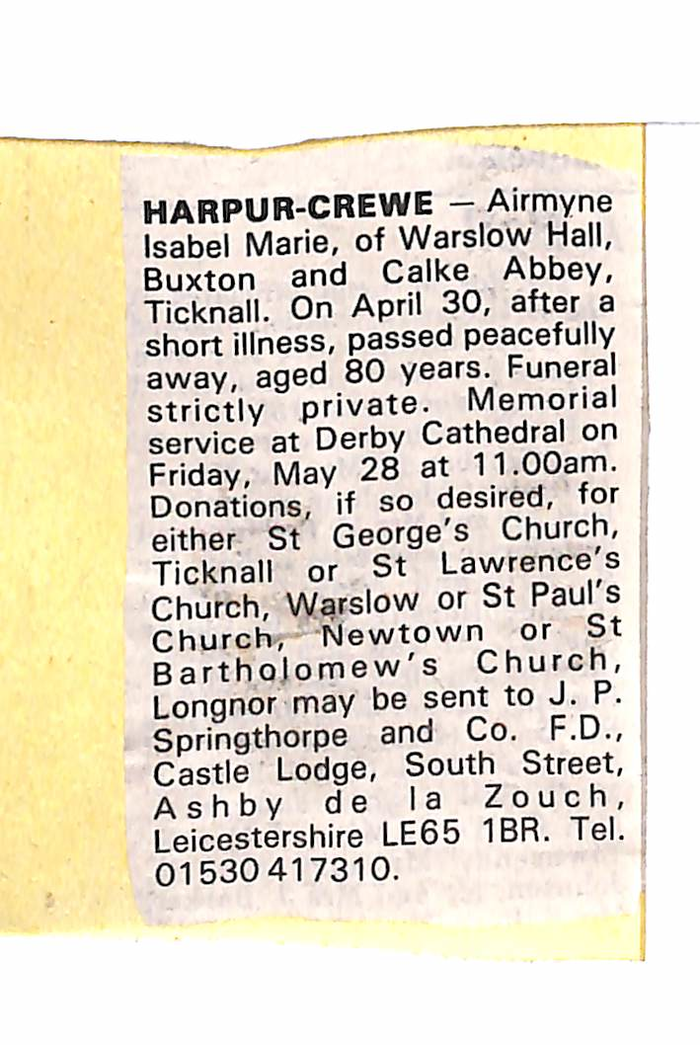 HARPUR-CREWE — Airmyne
Isabel Marie, of Warslow Hall,
Buxton and Calke Abbey,
Ticknall. On April 30, after a
short illness, passed peacefully
away, aged 80 years. Funeral
strictly private. Memorial
service at Derby Cathedral on
Friday, May 28 at 11.00am.
Donations, if so desired, for
either St George's Church,
Ticknall or St Lawrence's
Church, Warslow or St Paul's
Church, Newtown or St
Bartholomew's Church,
Longnor may be sent to J. P.
Springthorpe and Co. F.D.,
Castle Lodge, South Street,
Ashby de la Zouch,
Leicestershire LE65 1BR. Tel.
01530 417310.